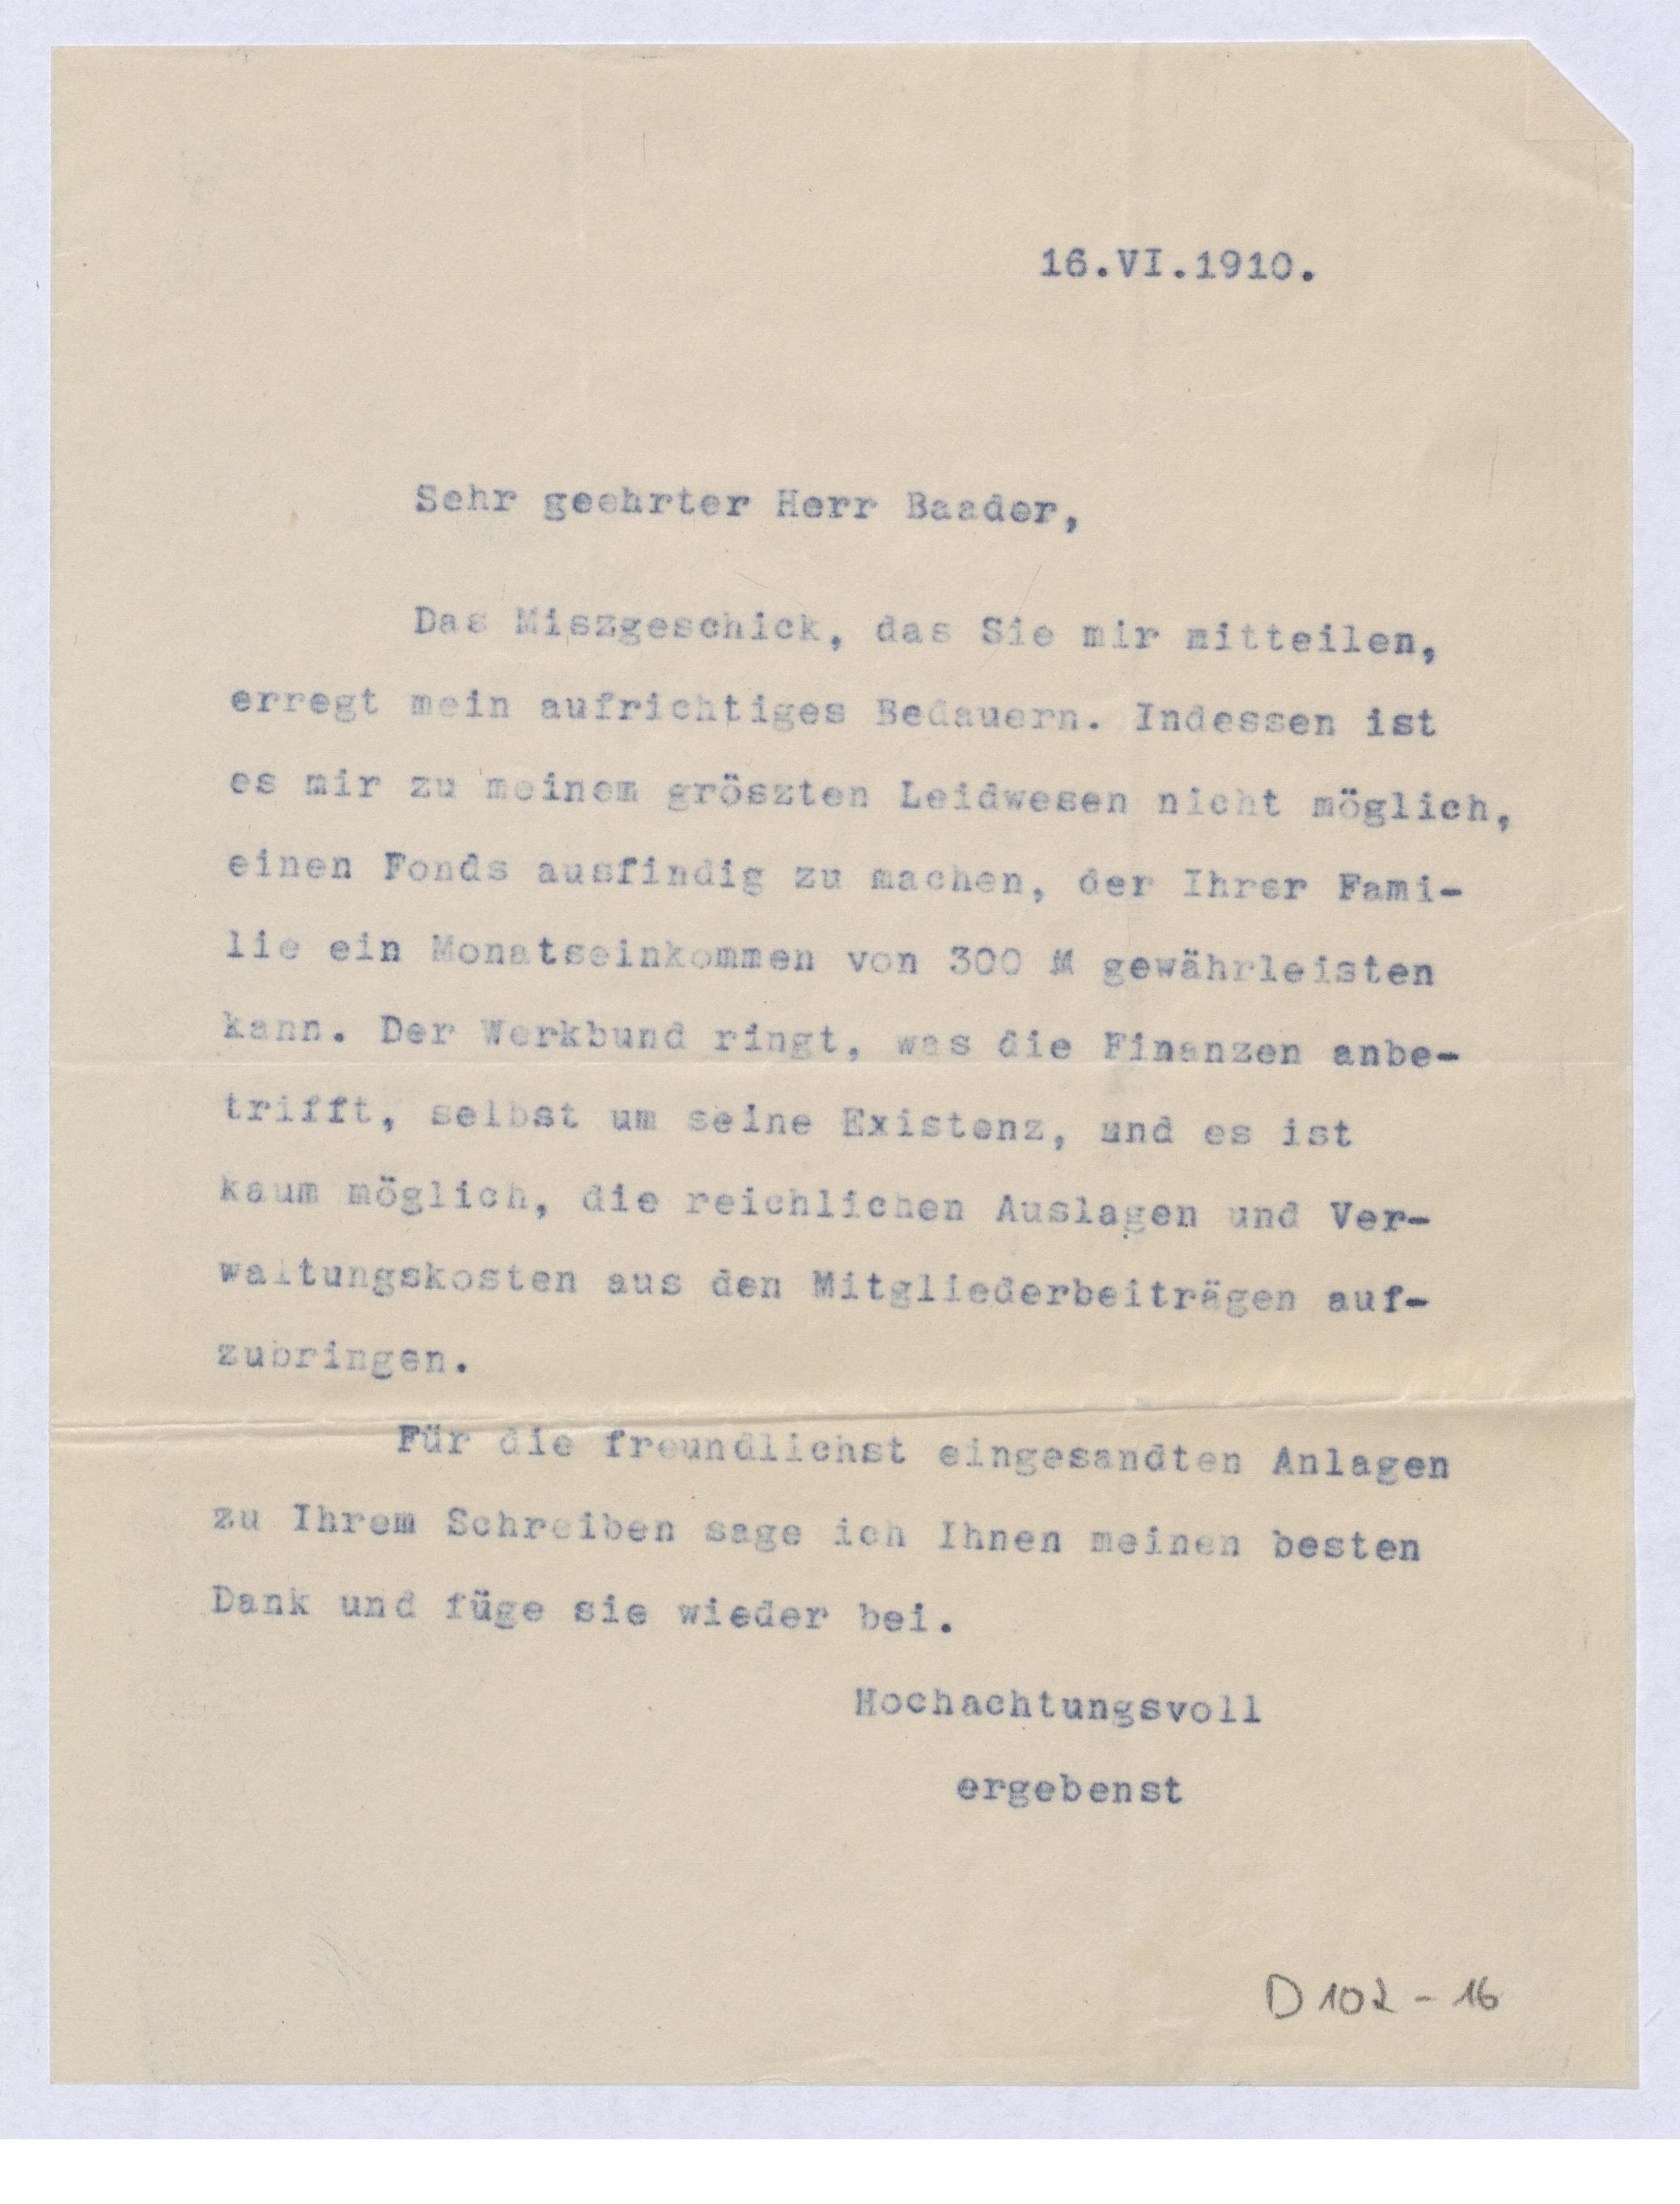 16.VI.1910.
Sehr geehrter Herr Baader,
Das Miszgeschick, das Sie mir mitteilen,
erregt mein aufrichtiges Bedauern. Indessen ist
es mir zu meinem gröszten Leidwesen nicht möglich,
einen Fonds ausfindig zu machen, der Ihrer Fami-
lie ein Monatseinkommen von 300 M gewährleisten
kann. Der Werkbund ringt, was die Finanzen anbe-
trifft, selbst um seine Existenz, und es ist
kaum möglich, die reichlichen Auslagen und Ver-
waltungskosten aus den Mitgliederbeiträgen auf-
zubringen.
Für die freundlichst eingesandten Anlagen
zu Ihrem Schreiben sage ich Ihnen meinen besten
Dank und füge sie wieder bei.
Hochachtungsvoll
ergebenst
D 102 - 16